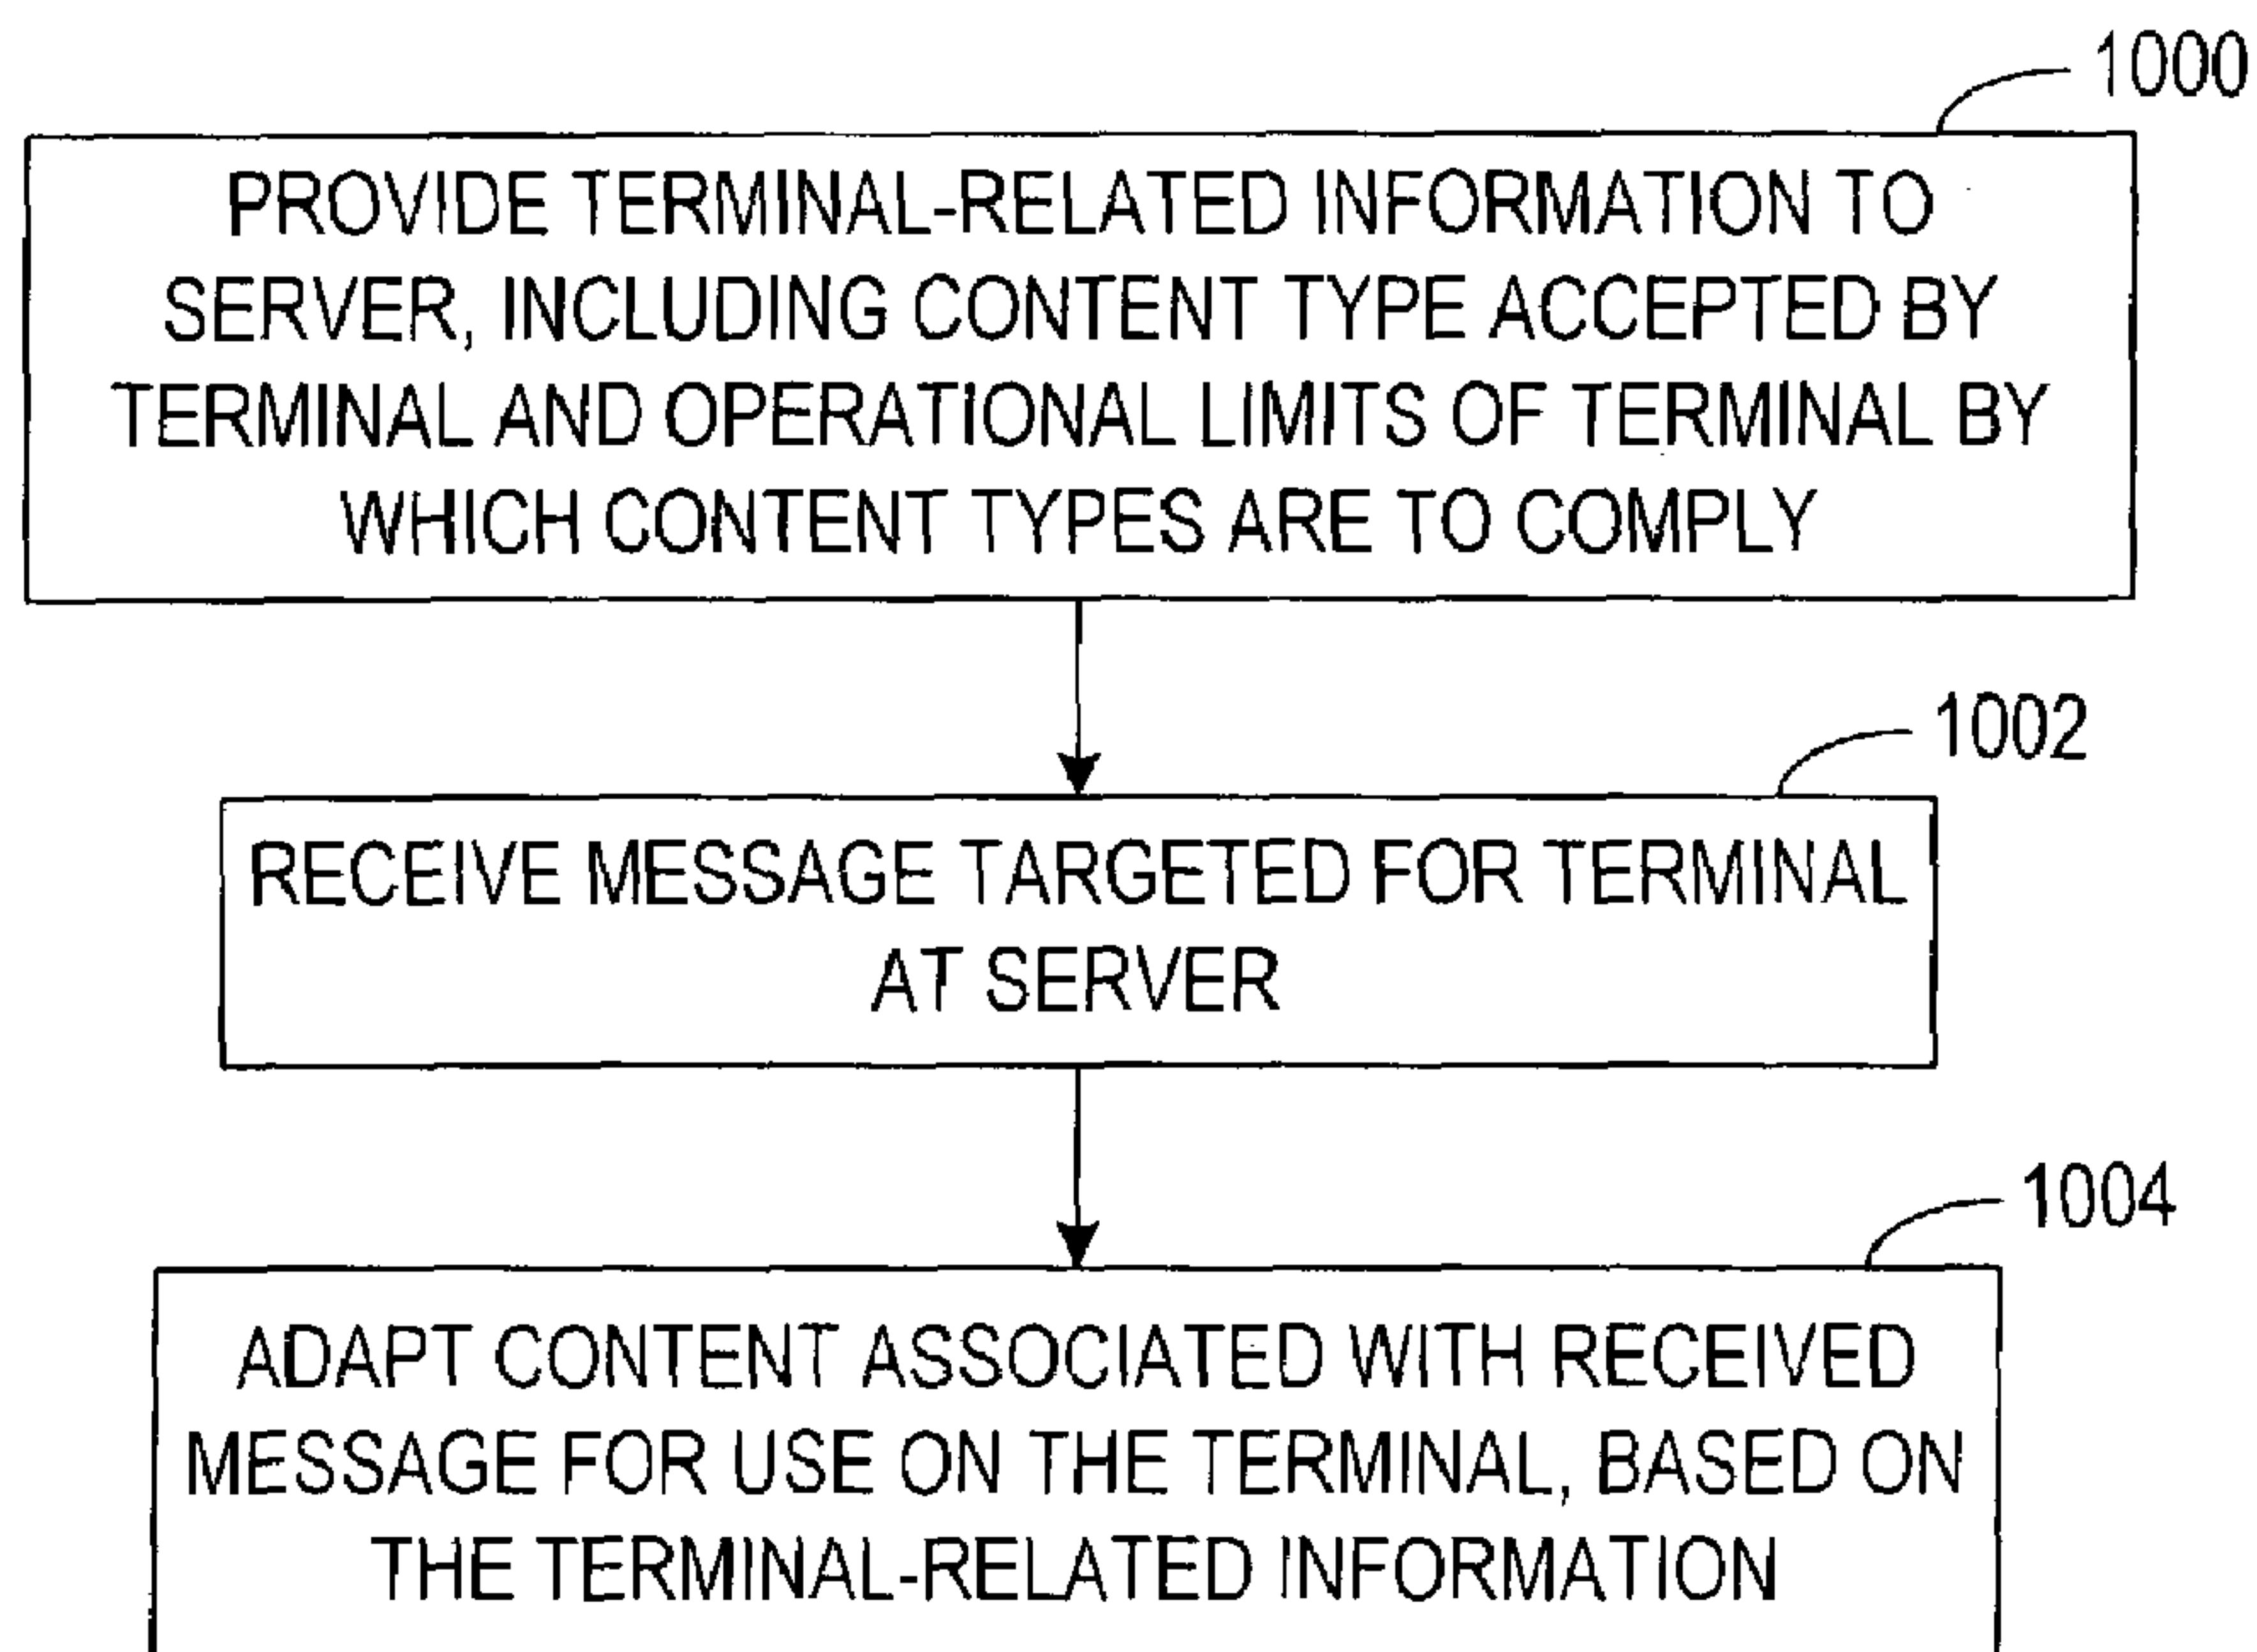 1000
PROVIDE TERMINAL-RELATED INFORMATION TO
SERVER, INCLUDING CONTENT TYPE ACCEPTED BY
TERMINAL AND OPERATIONAL LIMITS OF TERMINAL BY
WHICH CONTENT TYPES ARE TO COMPLY
1002
RECEIVE MESSAGE TARGETED FOR TERMINAL
AT SERVER
1004
ADAPT CONTENT ASSOCIATED WITH RECEIVED
MESSAGE FOR USE ON THE TERMINAL, BASED ON
THE TERMINAL-RELATED INFORMATION